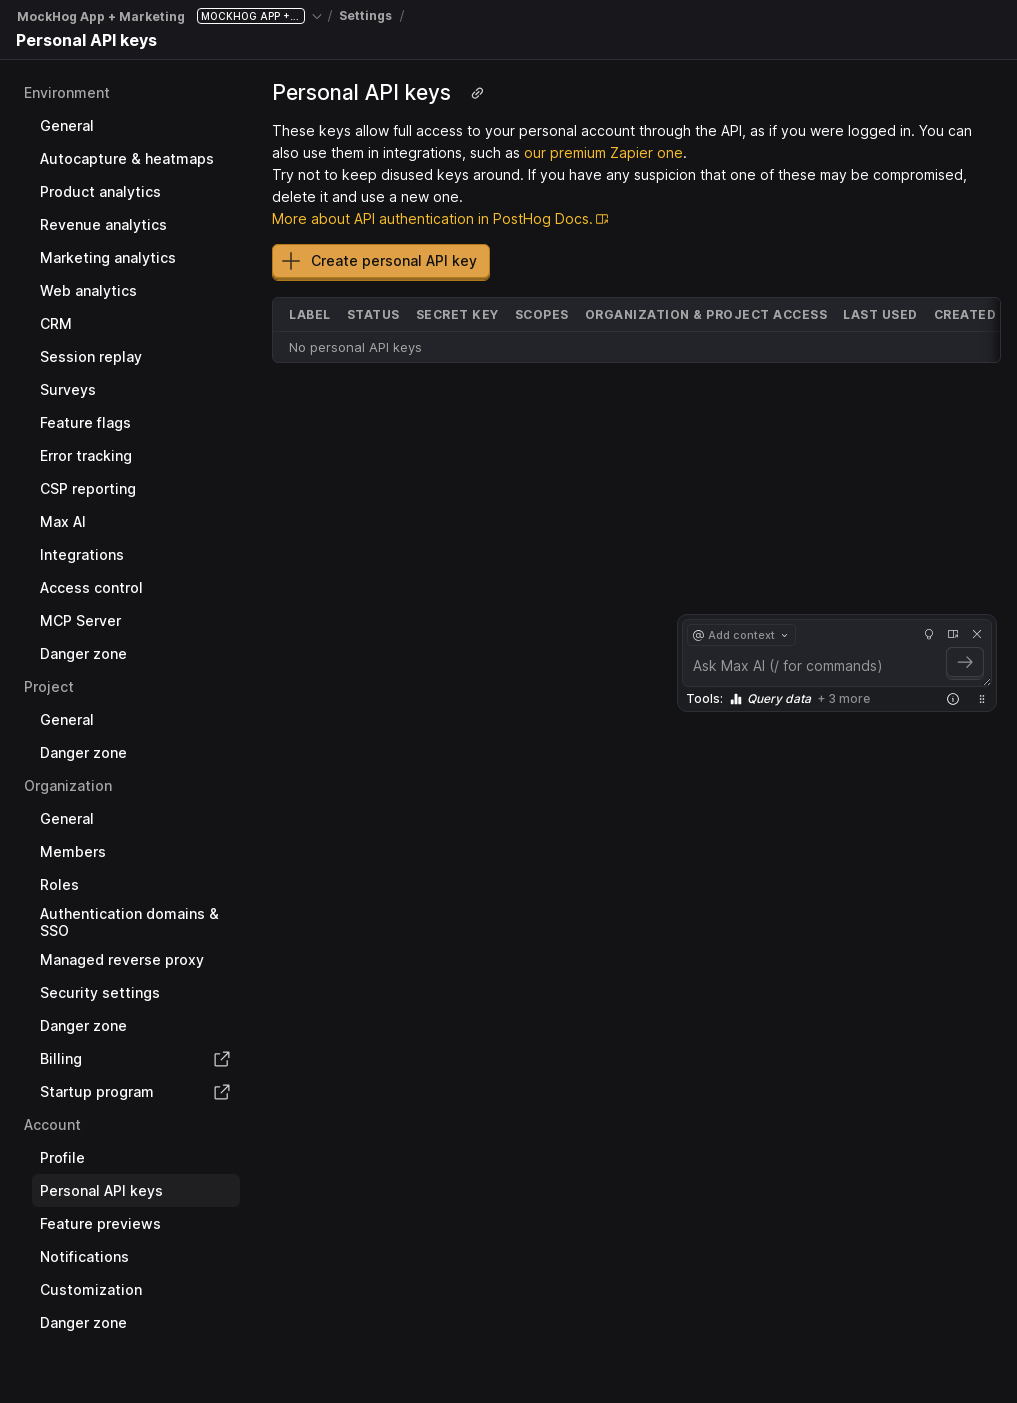 MockHog App + Marketing MOCKHOG APP +... / Settings /
Personal API keys
Environment
General
Autocapture & heatmaps
Product analytics
Revenue analytics
Marketing analytics
Web analytics
CRM
Session replay
Surveys
Feature flags
Error tracking
CSP reporting
Max AI
Integrations
Access control
MCP Server
Danger zone
Project
General
Danger zone
Organization
General
Members
Roles
Authentication domains &
SSO
Managed reverse proxy
Security settings
Danger zone
Billing
Startup program
Account
Profile
Personal API keys
Feature previews
Notifications
Customization
Danger zone
Personal API keys
These keys allow full access to your personal account through the API, as if you were logged in. You can
also use them in integrations, such as our premium Zapier one.
Try not to keep disused keys around. If you have any suspicion that one of these may be compromised,
delete it and use a new one.
More about API authentication in PostHog Docs.
Create personal API key
LABEL STATUS SECRET KEY SCOPES ORGANIZATION & PROJECT ACCESS LAST USED CREATED
No personal API keys
@ Add context
Ask Max AI (/ for commands)
Tools: Query data + 3 more